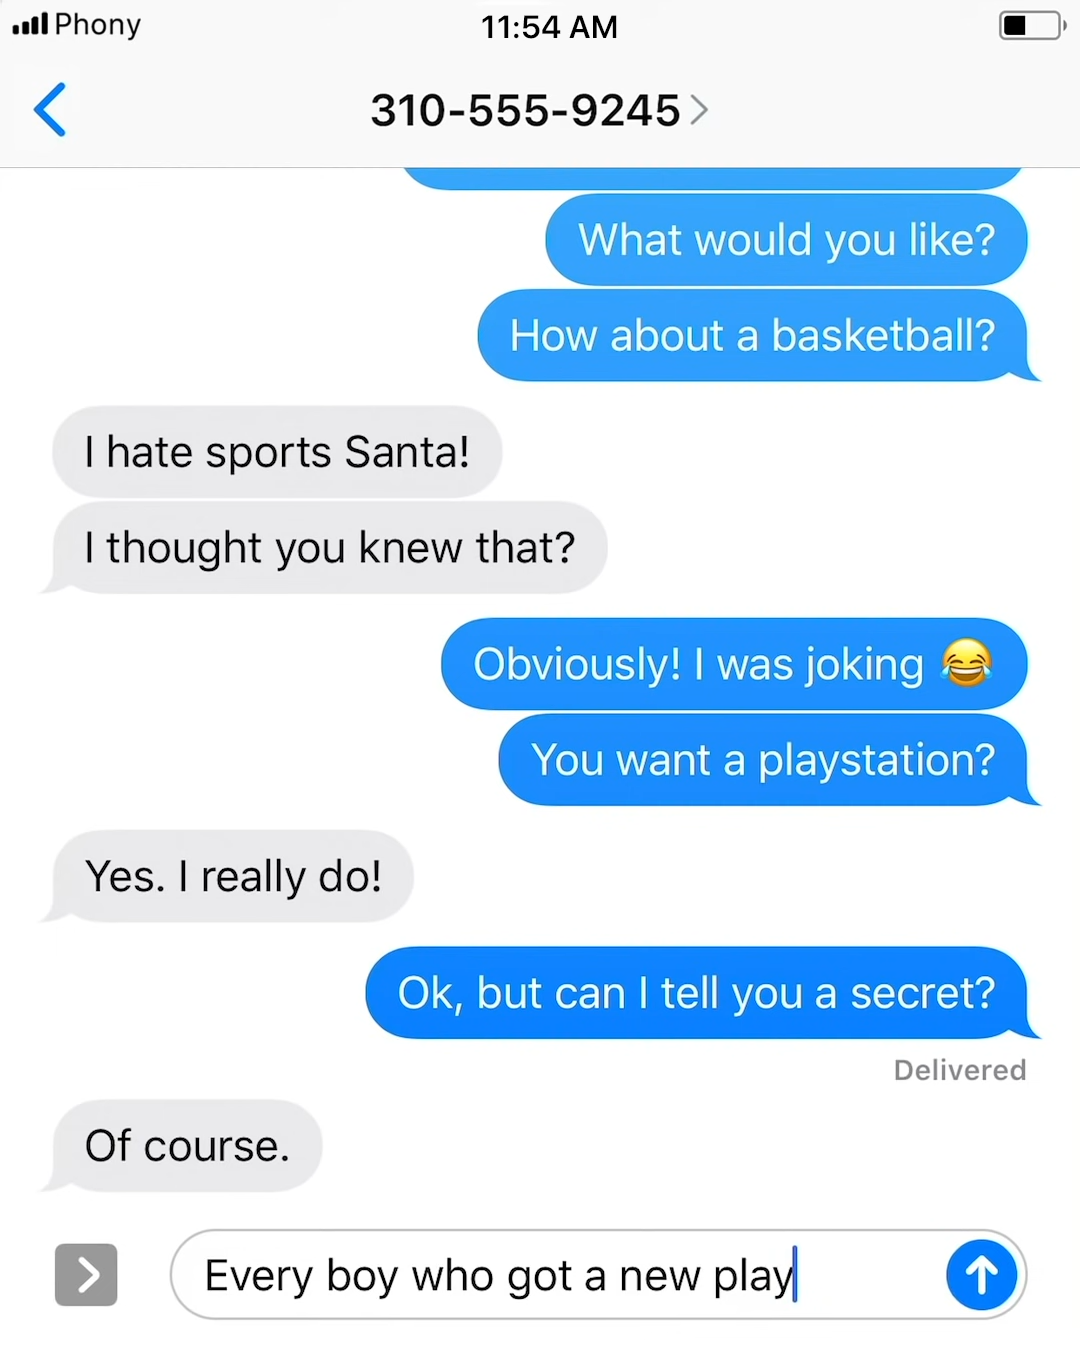 Phony
11:54 AM
310-555-9245
What would you like?
How about a basketball?
I hate sports Santa!
I thought you knew that?
Obviously! I was joking 😂
You want a playstation?
Yes. I really do!
Ok, but can I tell you a secret?
Delivered
Of course.
Every boy who got a new play